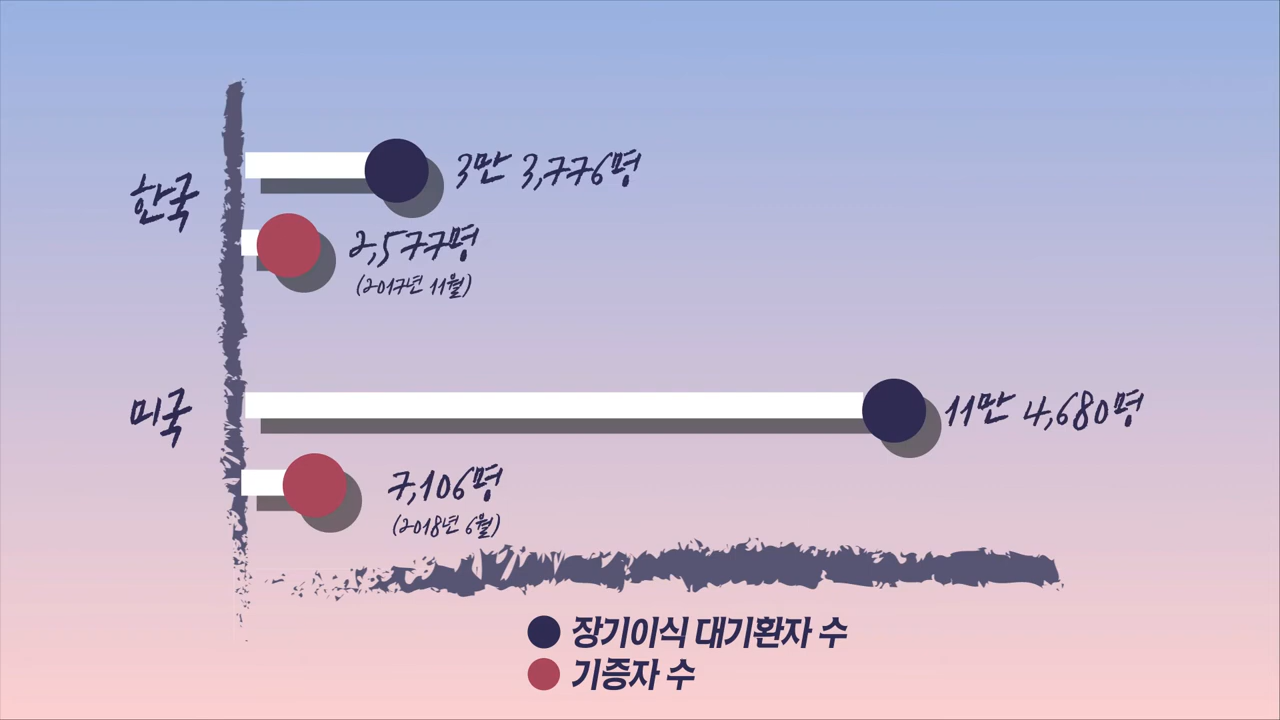 한국
3만 3,776명
2,577명
(2017년 11월)
미국
11만 4,680명
7,106명
(2018년 6월)
장기이식 대기환자 수
기증자 수